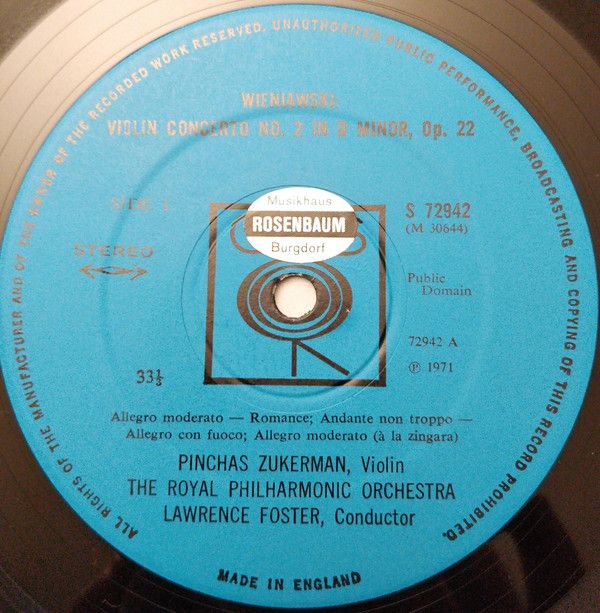 ALL RIGHTS OF THE MANUFACTURER AND OF THE OWNER OF THE RECORDED WORK RESERVED. UNAUTHORIZED PUBLIC PERFORMANCE, BROADCASTING AND COPYING OF THIS RECORD PROHIBITED.
WIENIAWSKI:
VIOLIN CONCERTO NO. 2 IN D MINOR, Op. 22
SIDE 1
STEREO
Musikhaus
ROSENBAUM
Burgdorf
S 72942
(M 30644)
Public
Domain
72942 A
℗ 1971
33⅓
Allegro moderato — Romance; Andante non troppo —
Allegro con fuoco; Allegro moderato (à la zingara)
PINCHAS ZUKERMAN, Violin
THE ROYAL PHILHARMONIC ORCHESTRA
LAWRENCE FOSTER, Conductor
MADE IN ENGLAND